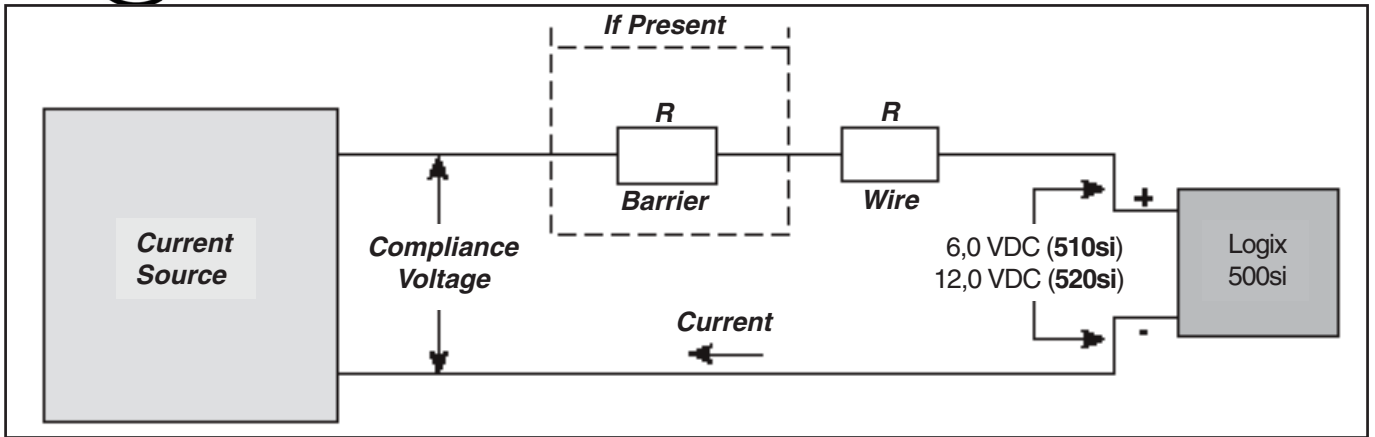 If Present
R
R
Barrier
Wire
Current
Source
Compliance
Voltage
+
6,0 VDC (510si)
12,0 VDC (520si)
-
Logix
500si
Current